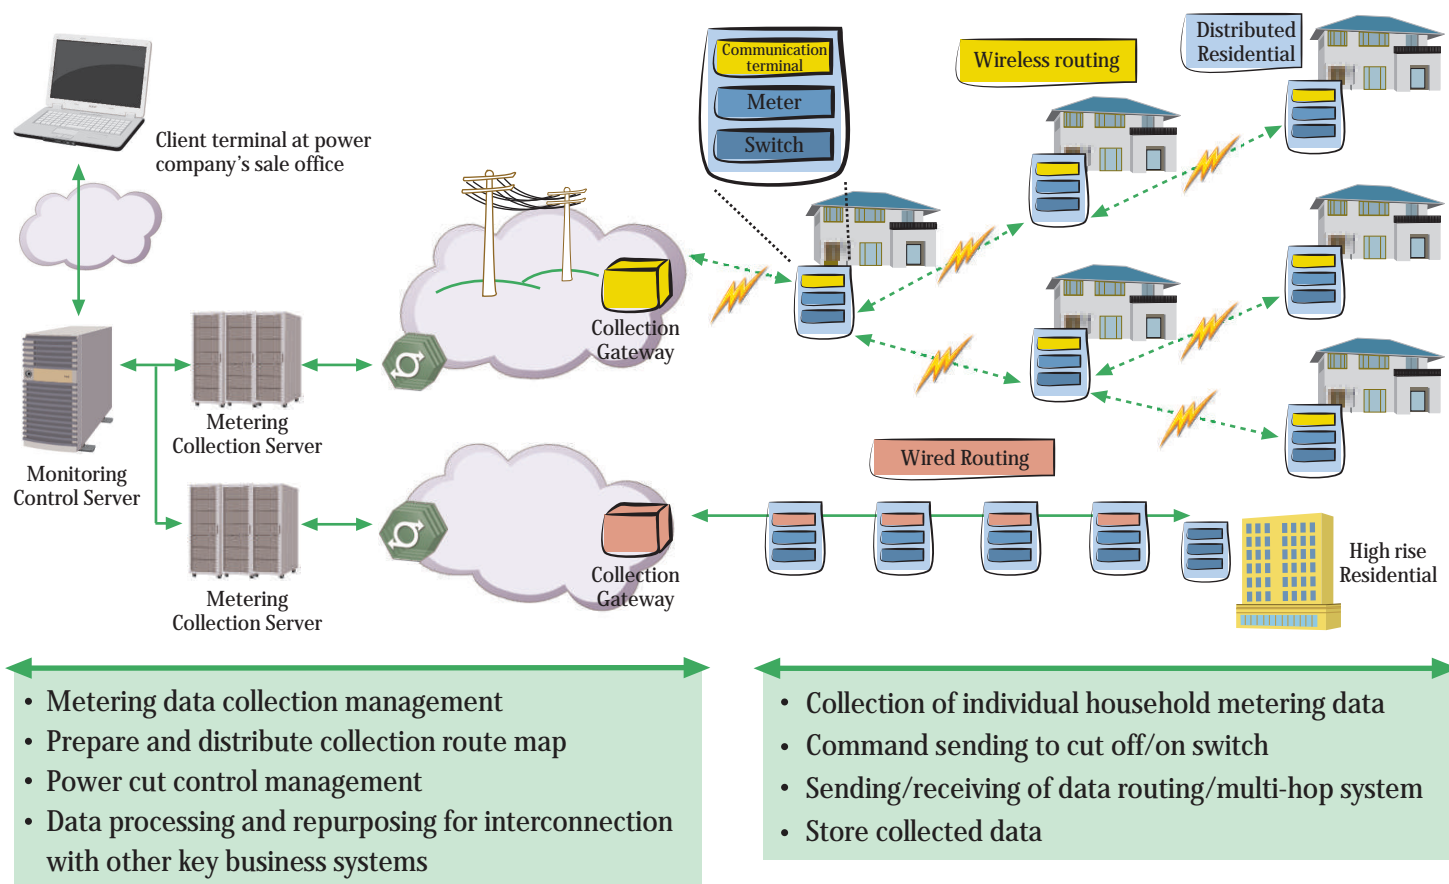 Client terminal at power
company's sale office
Communication
terminal
Meter
Switch
Wireless routing
Distributed
Residential
Collection
Gateway
Metering
Collection Server
Monitoring
Control Server
Wired Routing
Metering
Collection Server
Collection
Gateway
High rise
Residential
• Metering data collection management
• Prepare and distribute collection route map
• Power cut control management
• Data processing and repurposing for interconnection
with other key business systems
• Collection of individual household metering data
• Command sending to cut off/on switch
• Sending/receiving of data routing/multi-hop system
• Store collected data